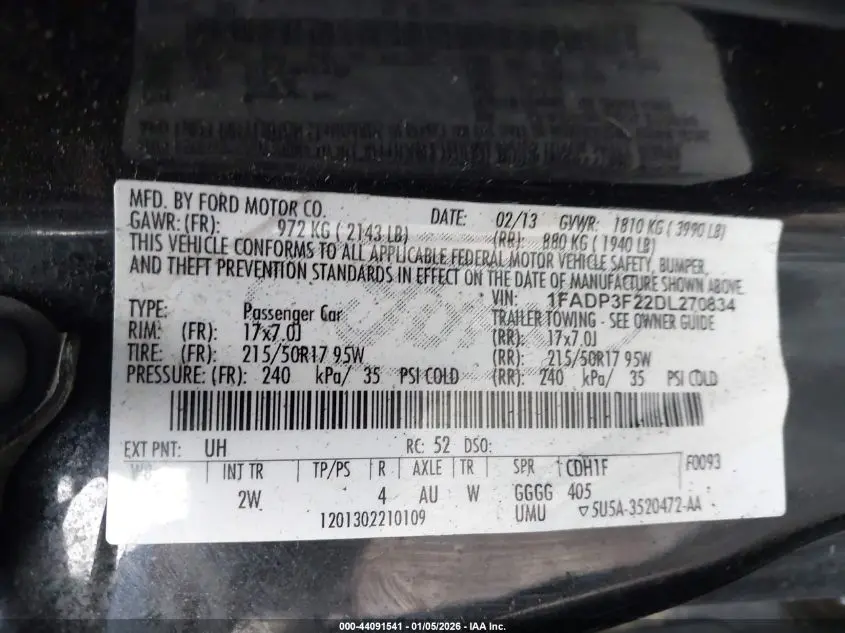 MFD. BY FORD MOTOR CO. DATE: 02/13 GVWR: 1810 KG ( 3990 LB)
GAWR: (FR): 972 KG ( 2143 LB) (RR): 880 KG ( 1940 LB)
THIS VEHICLE CONFORMS TO ALL APPLICABLE FEDERAL MOTOR VEHICLE SAFETY, BUMPER,
AND THEFT PREVENTION STANDARDS IN EFFECT ON THE DATE OF MANUFACTURE SHOWN ABOVE.
VIN: 1FADP3F22DL270834
TYPE: Passenger Car TRAILER TOWING - SEE OWNER GUIDE
RIM: (FR): 17x7.0J (RR): 17x7.0J
TIRE: (FR): 215/50R17 95W (RR): 215/50R17 95W
PRESSURE: (FR): 240 kPa/ 35 PSI COLD (RR): 240 kPa/ 35 PSI COLD
EXT PNT: UH RC: 52 DSO:
WB INT TR TP/PS R AXLE TR SPR CDH1F F0093
2W 4 AU W GGGG 405
1201302210109 UMU ▽5U5A-3520472-AA
000-44091541 - 01/05/2026 - IAA Inc.